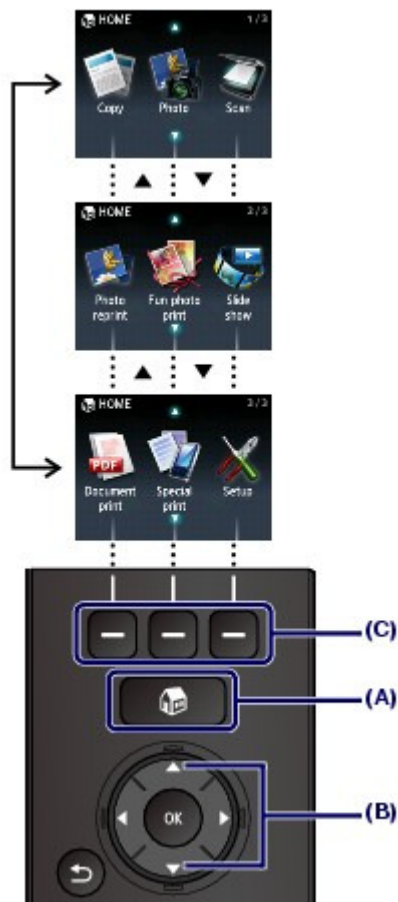 HOME 1/3
Copy Photo Scan
HOME 2/3
Photo reprint
Fun photo print
Slide show
HOME 3/3
PDF
Document print
Special print
Setup
(C)
(A)
(B)
OK